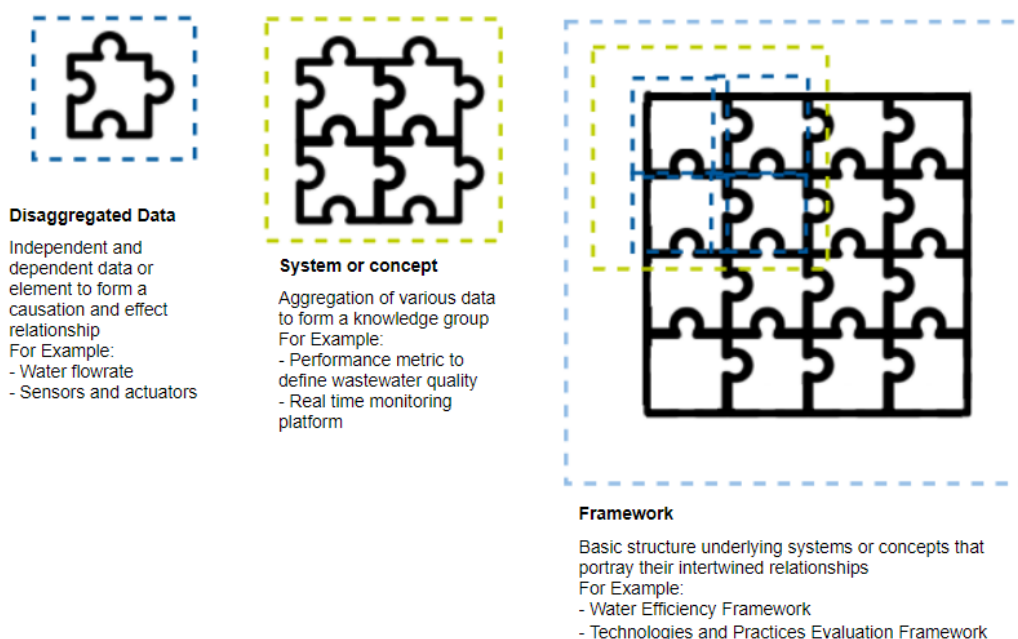 Disaggregated Data
Independent and
dependent data or
element to form a
causation and effect
relationship
For Example:
- Water flowrate
- Sensors and actuators
System or concept
Aggregation of various data
to form a knowledge group
For Example:
- Performance metric to
define wastewater quality
- Real time monitoring
platform
Framework
Basic structure underlying systems or concepts that
portray their intertwined relationships
For Example:
- Water Efficiency Framework
- Technologies and Practices Evaluation Framework